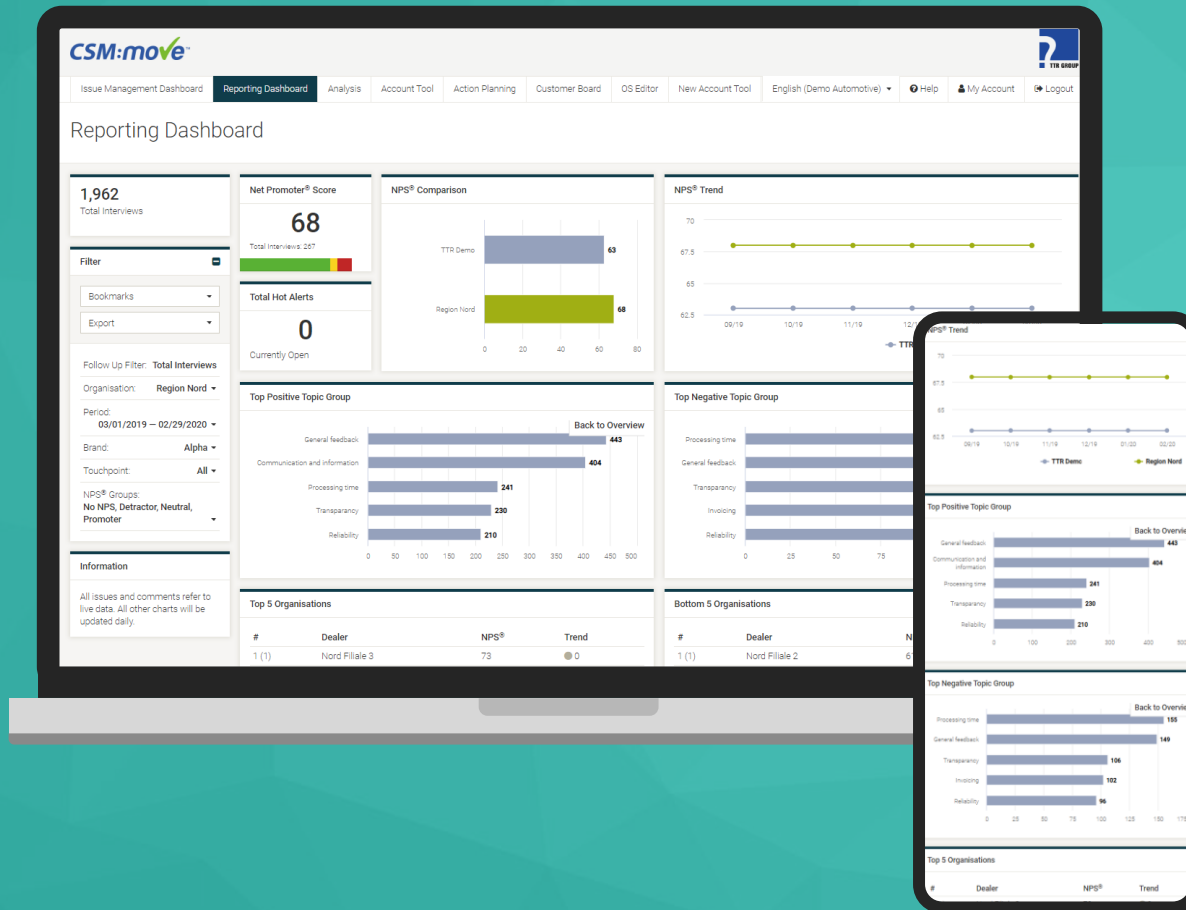 CSM:move™
?
TTR GROUP
Issue Management Dashboard
Reporting Dashboard
Analysis
Account Tool
Action Planning
Customer Board
OS Editor
New Account Tool
English (Demo Automotive)
Help
My Account
Logout
Reporting Dashboard
1,962
Total Interviews
Filter
Bookmarks
Export
Follow Up Filter: Total Interviews
Organisation: Region Nord
Period:
03/01/2019 – 02/29/2020
Brand: Alpha
Touchpoint: All
NPS® Groups:
No NPS, Detractor, Neutral,
Promoter
Information
All issues and comments refer to
live data. All other charts will be
updated daily.
Net Promoter® Score
68
Total Interviews: 267
Total Hot Alerts
0
Currently Open
NPS® Comparison
TTR Demo 63
Region Nord 68
0 20 40 60 80
NPS® Trend
70
67.5
65
62.5
09/19 10/19 11/19 12/
TTR
Top Positive Topic Group
Back to Overview
General feedback 443
Communication and information 404
Processing time 241
Transparency 230
Reliability 210
0 50 100 150 200 250 300 350 400 450 500
Top Negative Topic Group
Processing time
General feedback
Transparency
Invoicing
Reliability
0 25 50 75
Top 5 Organisations
# Dealer NPS® Trend
1 (1) Nord Filiale 3 73 0
Bottom 5 Organisations
# Dealer N
1 (1) Nord Filiale 2 6
NPS® Trend
70
67.5
65
62.5
09/19 10/19 11/19 12/19 01/20 02/20
TTR Demo Region Nord
Top Positive Topic Group
Back to Overvie
General feedback 443
Communication and
information 404
Processing time 241
Transparency 230
Reliability 210
0 100 200 300 400 500
Top Negative Topic Group
Back to Overvie
Processing time 155
General feedback 149
Transparency 106
Invoicing 102
Reliability 96
0 25 50 75 100 125 150 175
Top 5 Organisations
# Dealer NPS® Trend